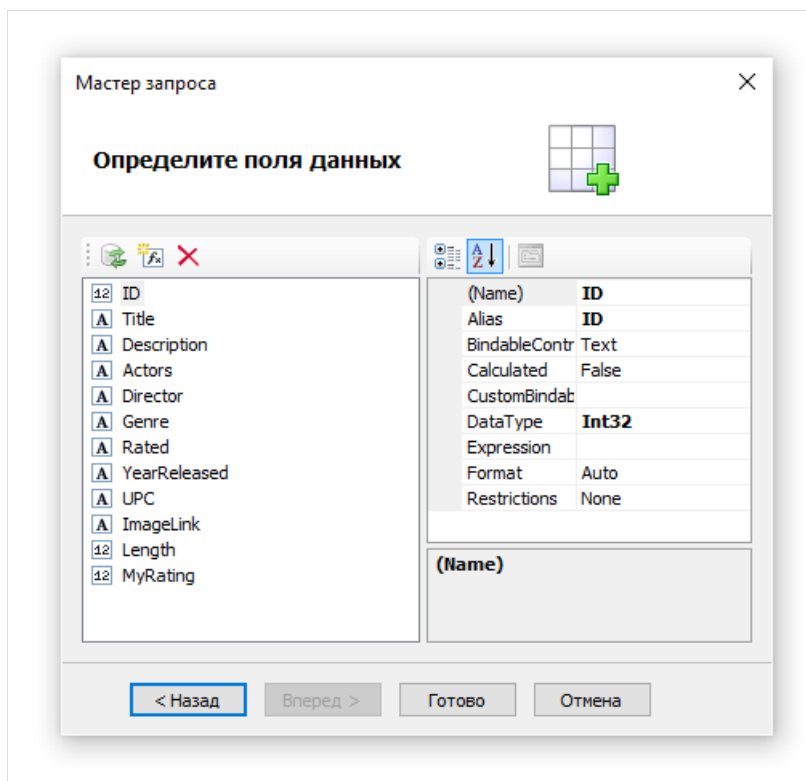 Мастер запроса
Определите поля данных
ID
Title
Description
Actors
Director
Genre
Rated
YearReleased
UPC
ImageLink
Length
MyRating
(Name) ID
Alias ID
BindableContr Text
Calculated False
CustomBindab
DataType Int32
Expression
Format Auto
Restrictions None
(Name)
< Назад Вперед > Готово Отмена